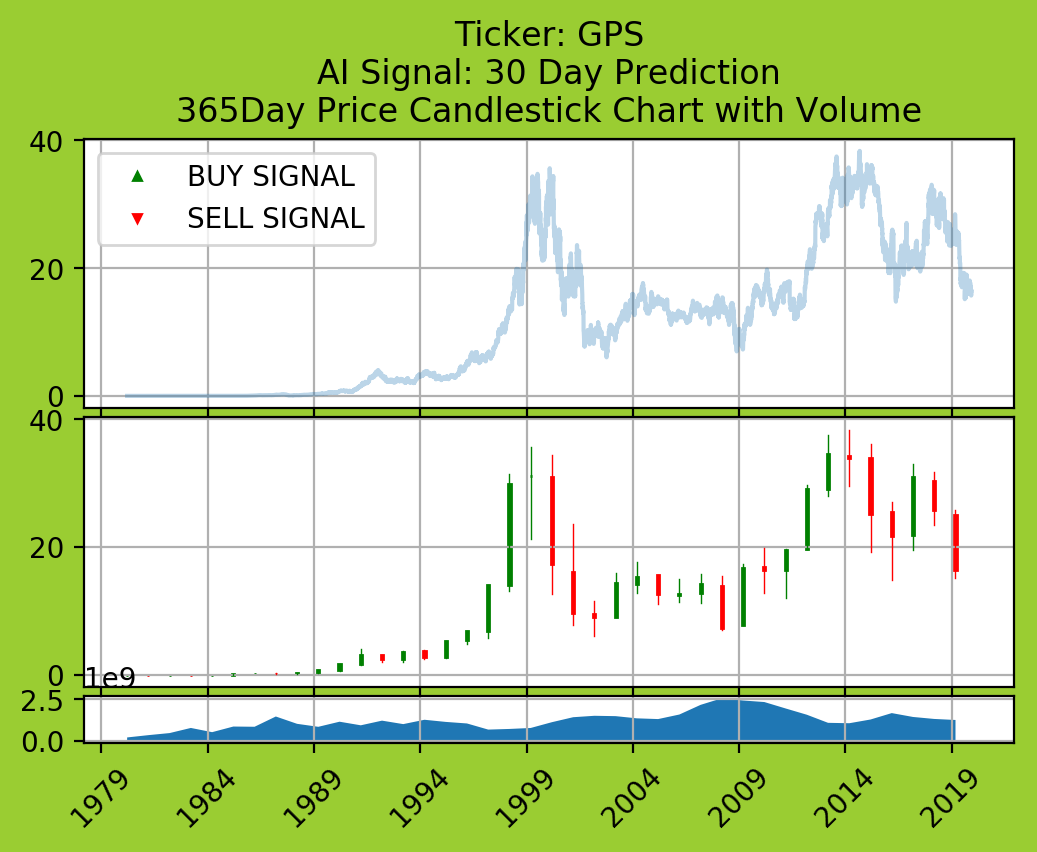 Ticker: GPS
AI Signal: 30 Day Prediction
365Day Price Candlestick Chart with Volume
40
BUY SIGNAL
SELL SIGNAL
20
0
40
20
0
1e9
2.5
0.0
1979
1984
1989
1994
1999
2004
2009
2014
2019